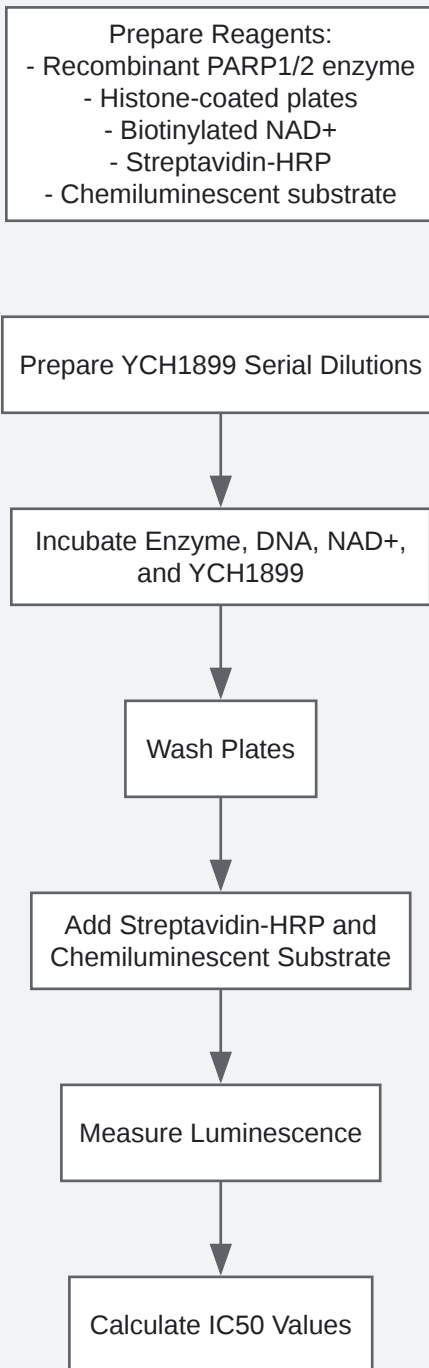 Prepare Reagents:
- Recombinant PARP1/2 enzyme
- Histone-coated plates
- Biotinylated NAD+
- Streptavidin-HRP
- Chemiluminescent substrate
Prepare YCH1899 Serial Dilutions
Incubate Enzyme, DNA, NAD+,
and YCH1899
Wash Plates
Add Streptavidin-HRP and
Chemiluminescent Substrate
Measure Luminescence
Calculate IC50 Values